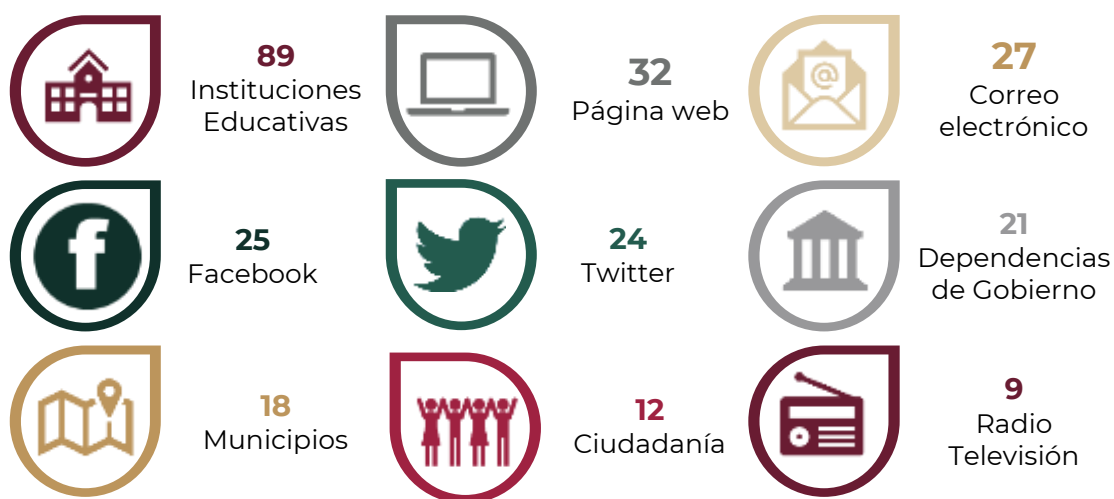 89
Instituciones
Educativas
32
Página web
27
Correo
electrónico
25
Facebook
24
Twitter
21
Dependencias
de Gobierno
18
Municipios
12
Ciudadanía
9
Radio
Televisión